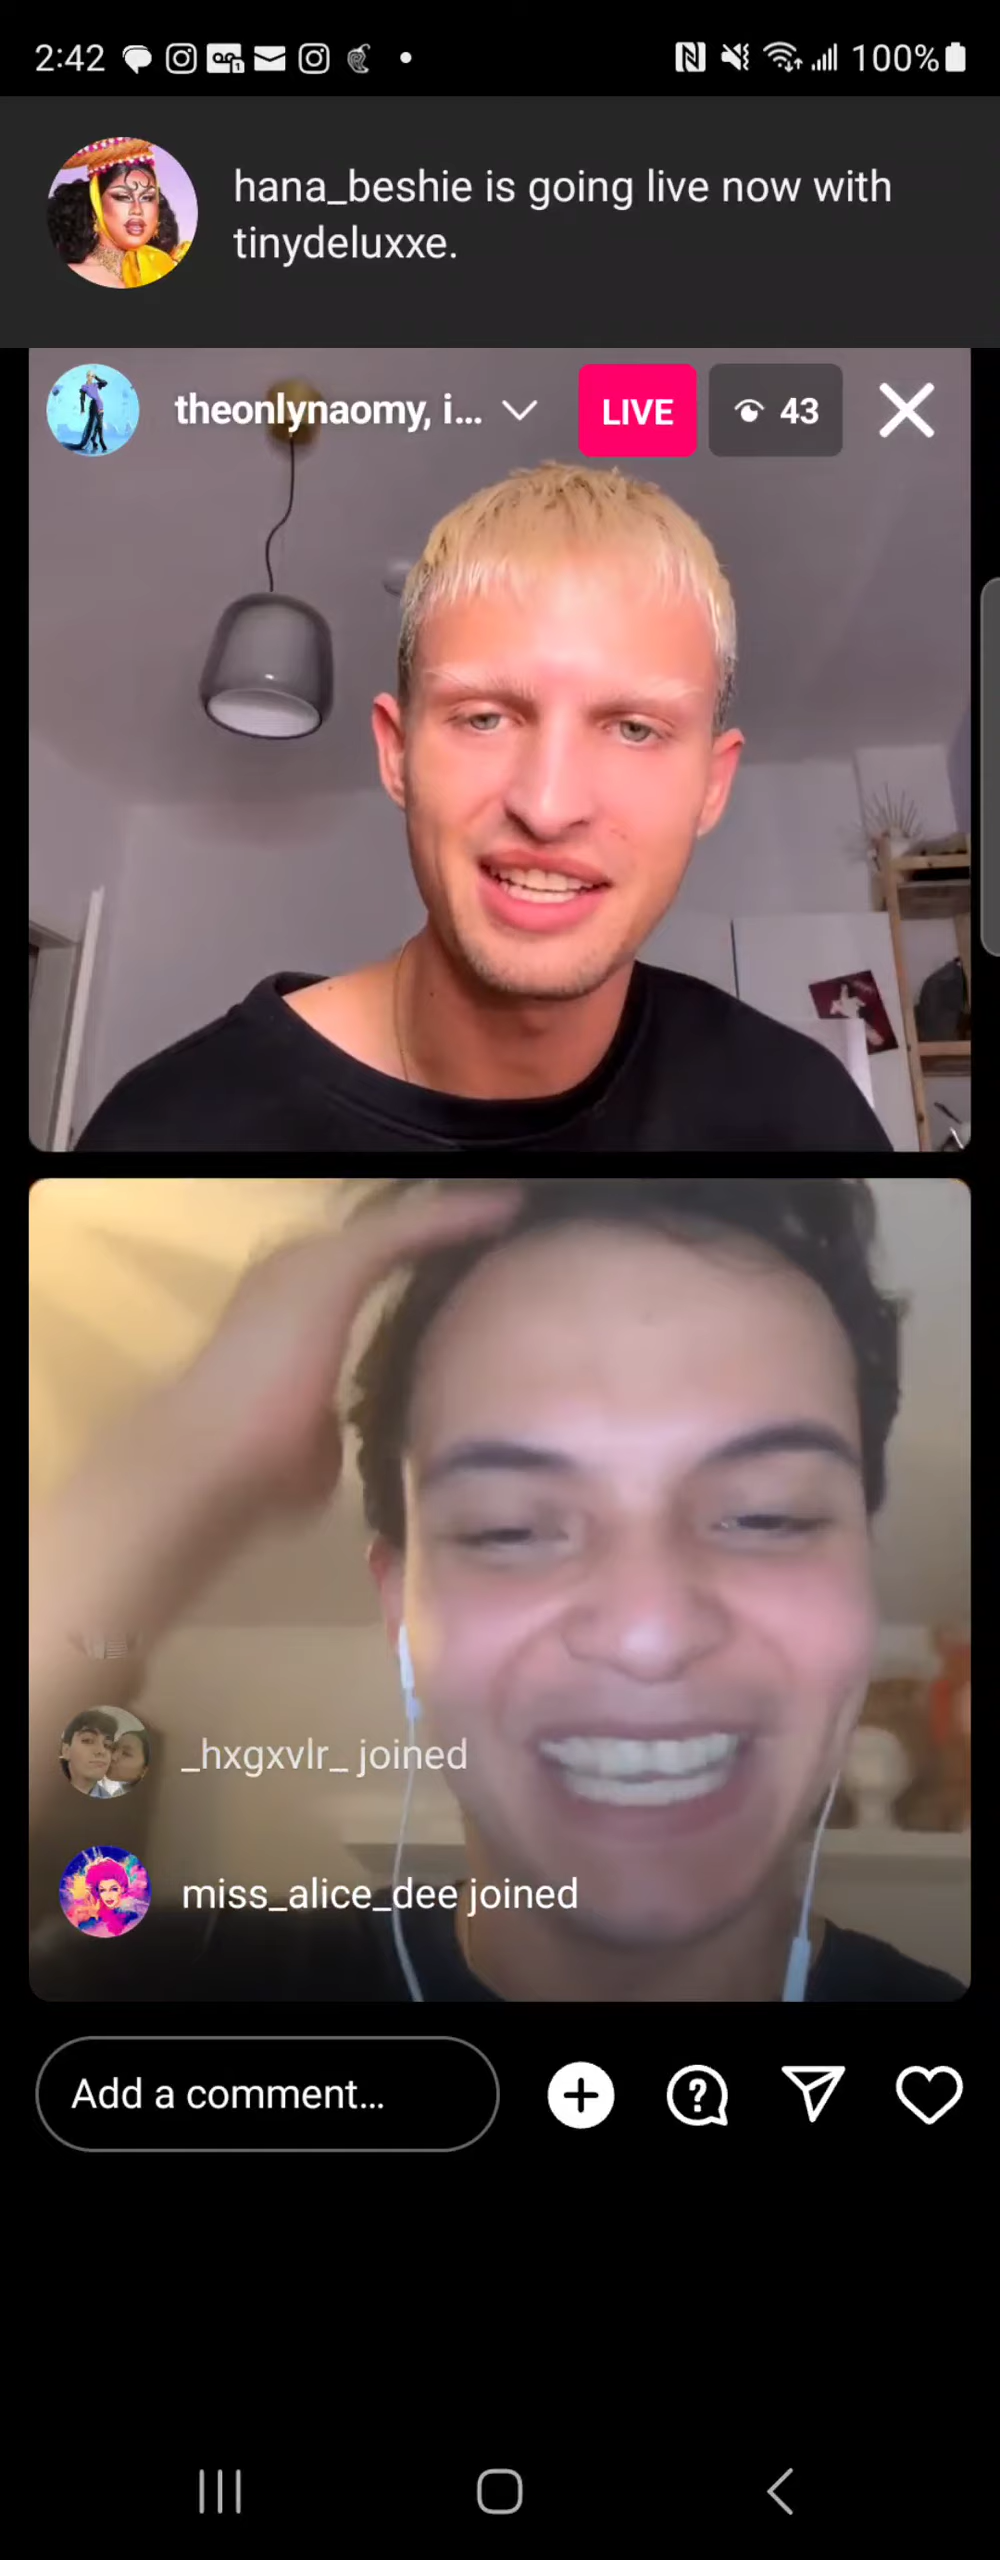 2:42
100%
hana_beshie is going live now with
tinydeluxxe.
theonlynaomy, i...
LIVE
43
_hxgxvlr_ joined
miss_alice_dee joined
Add a comment...